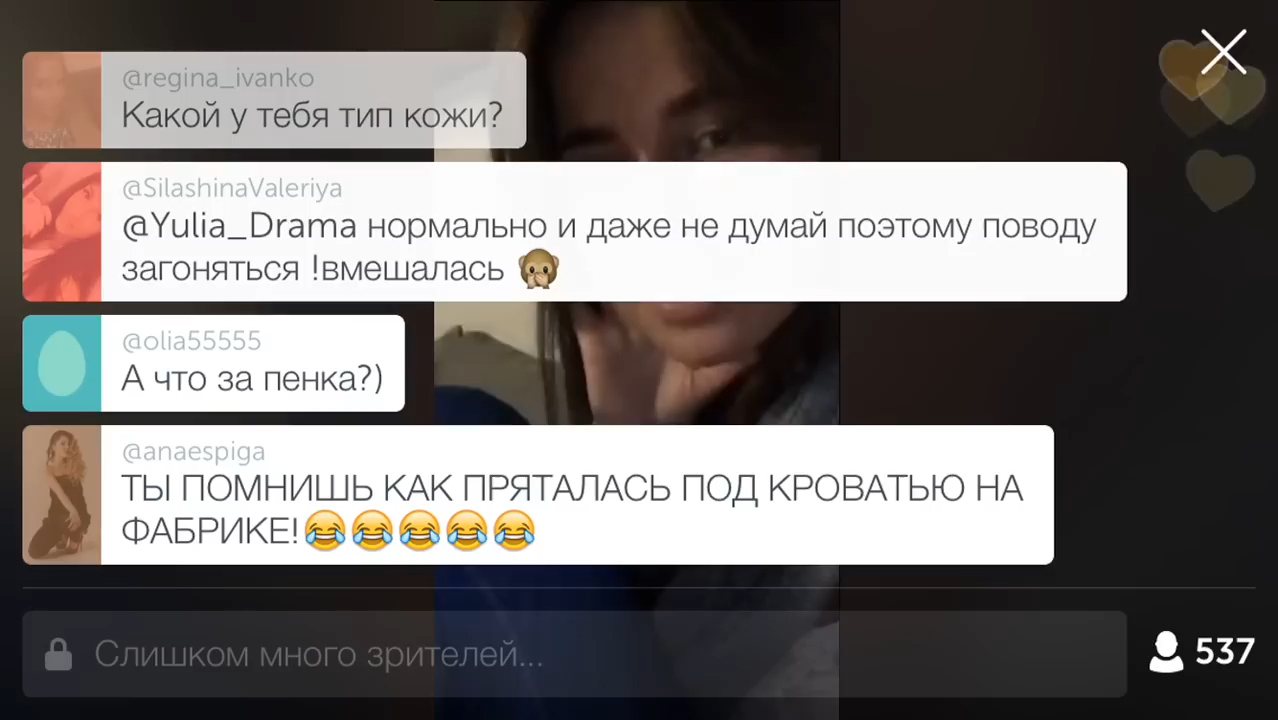 @regina_ivanko
Какой у тебя тип кожи?
@SilashinaValeriya
@Yulia_Drama нормально и даже не думай поэтому поводу
загоняться !вмешалась 🙊
@olia55555
А что за пенка?)
@anaespiga
ТЫ ПОМНИШЬ КАК ПРЯТАЛАСЬ ПОД КРОВАТЬЮ НА
ФАБРИКЕ!😂😂😂😂😂
Слишком много зрителей...
537